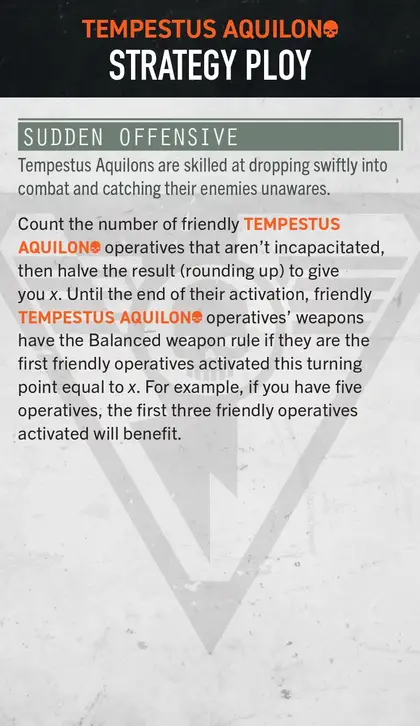 TEMPESTUS AQUILON
STRATEGY PLOY
SUDDEN OFFENSIVE
Tempestus Aquilons are skilled at dropping swiftly into
combat and catching their enemies unawares.
Count the number of friendly TEMPESTUS
AQUILON operatives that aren’t incapacitated,
then halve the result (rounding up) to give
you x. Until the end of their activation, friendly
TEMPESTUS AQUILON operatives’ weapons
have the Balanced weapon rule if they are the
first friendly operatives activated this turning
point equal to x. For example, if you have five
operatives, the first three friendly operatives
activated will benefit.